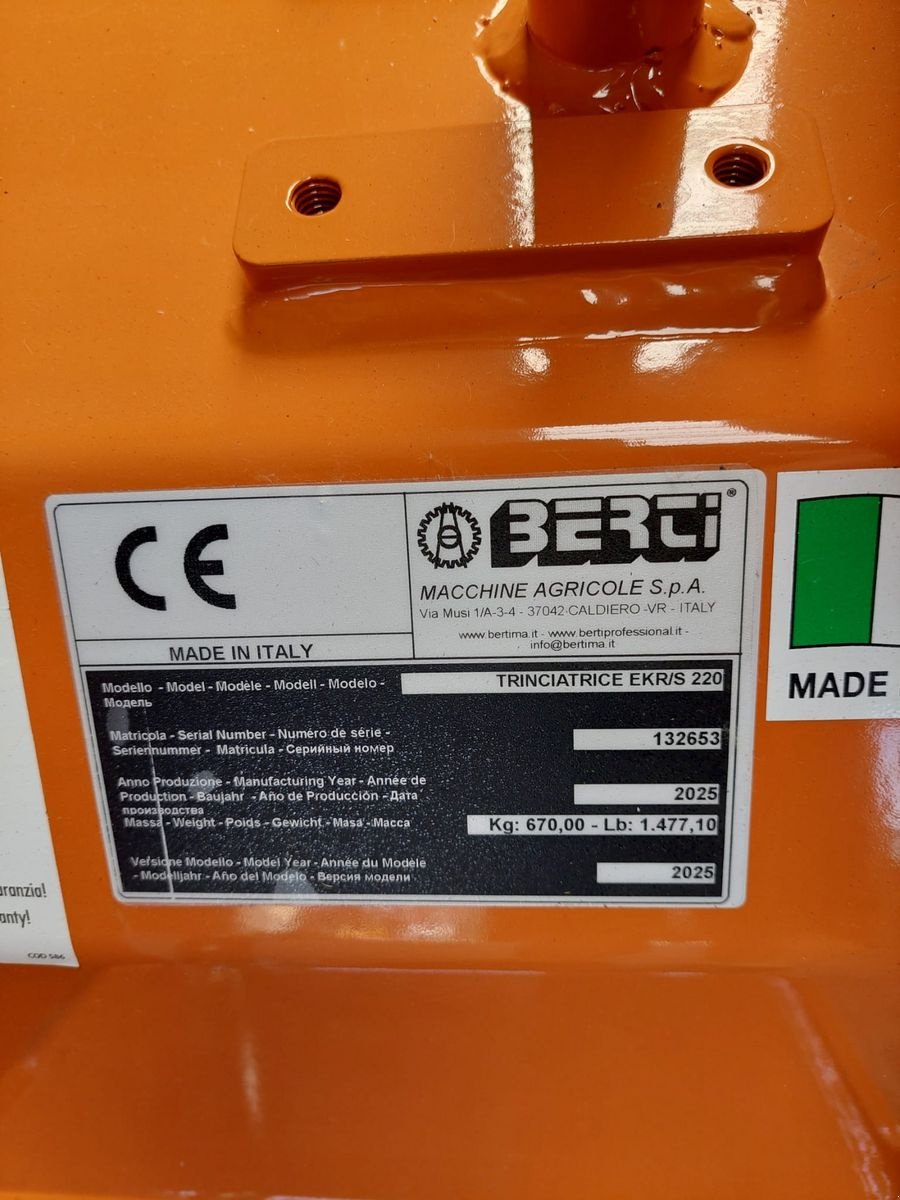 CE
MADE IN ITALY
BERTI®
MACCHINE AGRICOLE S.p.A.
Via Musi 1/A-3-4 - 37042 CALDIERO -VR - ITALY
www.bertima.it - www.bertiprofessional.it -
info@bertima.it
Modello - Model - Modèle - Modell - Modelo -
Модель
TRINCIATRICE EKR/S 220
Matricola - Serial Number - Numéro de série -
Seriennummer - Matricula - Серийный номер
132653
Anno Produzione - Manufacturing Year - Année de
Production - Baujahr - Año de Producción - Дата
производства
2025
Massa - Weight - Poids - Gewicht - Masa - Масса
Kg: 670,00 - Lb: 1.477,10
Versione Modello - Model Year - Année du Modèle
- Modelljahr - Año del Modelo - Версия модели
2025
MADE
aranzia!
anty!
COD 586